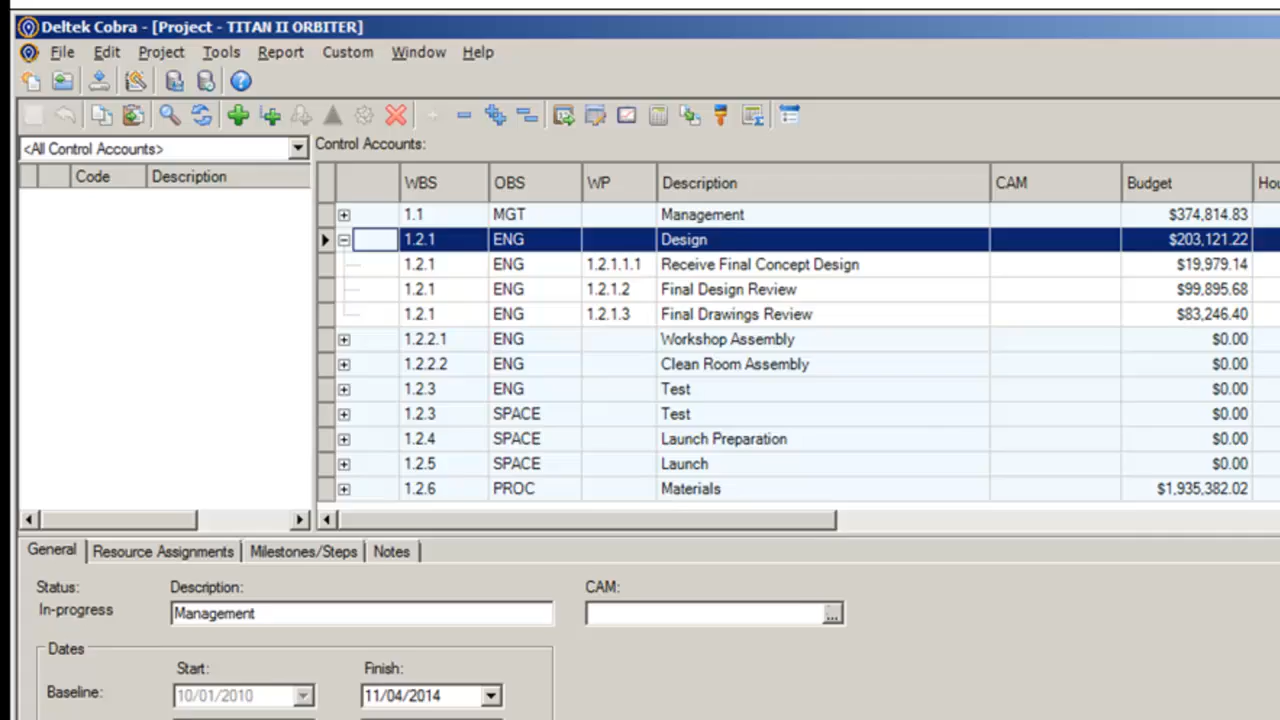 Deltek Cobra - [Project - TITAN II ORBITER]
File Edit Project Tools Report Custom Window Help
<All Control Accounts> Control Accounts:
Code Description
WBS OBS WP Description CAM Budget Hou
1.1 MGT Management $374,814.83
1.2.1 ENG Design $203,121.22
1.2.1 ENG 1.2.1.1.1 Receive Final Concept Design $19,979.14
1.2.1 ENG 1.2.1.2 Final Design Review $99,895.68
1.2.1 ENG 1.2.1.3 Final Drawings Review $83,246.40
1.2.2.1 ENG Workshop Assembly $0.00
1.2.2.2 ENG Clean Room Assembly $0.00
1.2.3 ENG Test $0.00
1.2.3 SPACE Test $0.00
1.2.4 SPACE Launch Preparation $0.00
1.2.5 SPACE Launch $0.00
1.2.6 PROC Materials $1,935,382.02
General Resource Assignments Milestones/Steps Notes
Status: Description: CAM:
In-progress Management ...
Dates
Start: Finish:
Baseline: 10/01/2010 11/04/2014